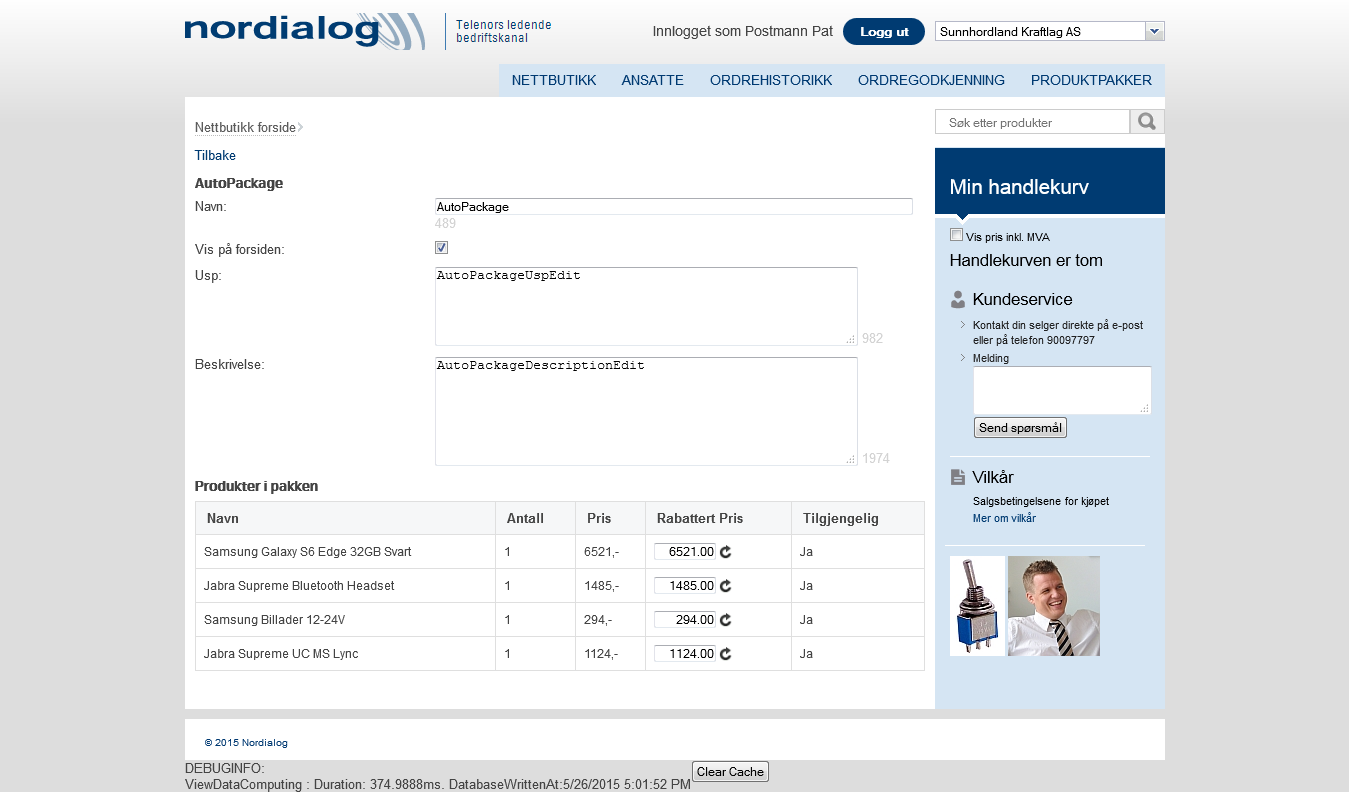 nordialog
Telenors ledende
bedriftskanal
Innlogget som Postmann Pat
Logg ut
Sunnhordland Kraftlag AS
NETTBUTIKK ANSATTE ORDREHISTORIKK ORDREGODKJENNING PRODUKTPAKKER
Nettbutikk forside
Tilbake
AutoPackage
Navn: AutoPackage
489
Vis på forsiden:
Usp: AutoPackageUspEdit
982
Beskrivelse: AutoPackageDescriptionEdit
1974
Produkter i pakken
Navn Antall Pris Rabattert Pris Tilgjengelig
Samsung Galaxy S6 Edge 32GB Svart 1 6521,- 6521.00 Ja
Jabra Supreme Bluetooth Headset 1 1485,- 1485.00 Ja
Samsung Billader 12-24V 1 294,- 294.00 Ja
Jabra Supreme UC MS Lync 1 1124,- 1124.00 Ja
Søk etter produkter
Min handlekurv
Vis pris inkl. MVA
Handlekurven er tom
Kundeservice
Kontakt din selger direkte på e-post
eller på telefon 90097797
Melding
Send spørsmål
Vilkår
Salgsbetingelsene for kjøpet
Mer om vilkår
© 2015 Nordialog
DEBUGINFO:
ViewDataComputing : Duration: 374.9888ms. DatabaseWrittenAt:5/26/2015 5:01:52 PM
Clear Cache